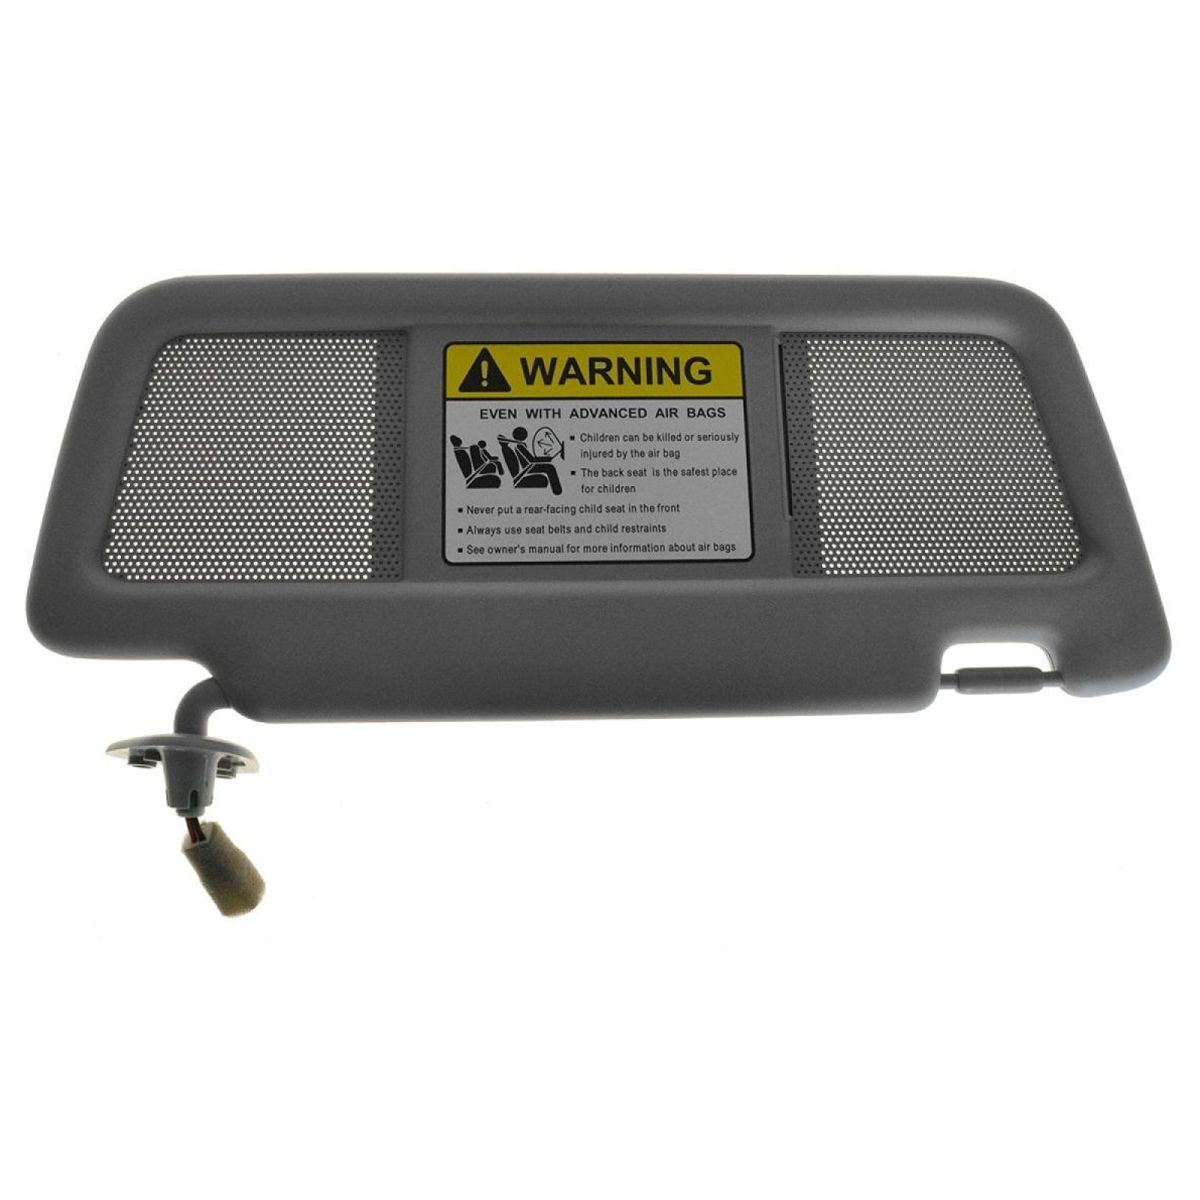 WARNING
EVEN WITH ADVANCED AIR BAGS
▪ Children can be killed or seriously
injured by the air bag
▪ The back seat is the safest place
for children
▪ Never put a rear-facing child seat in the front
▪ Always use seat belts and child restraints
▪ See owner's manual for more information about air bags